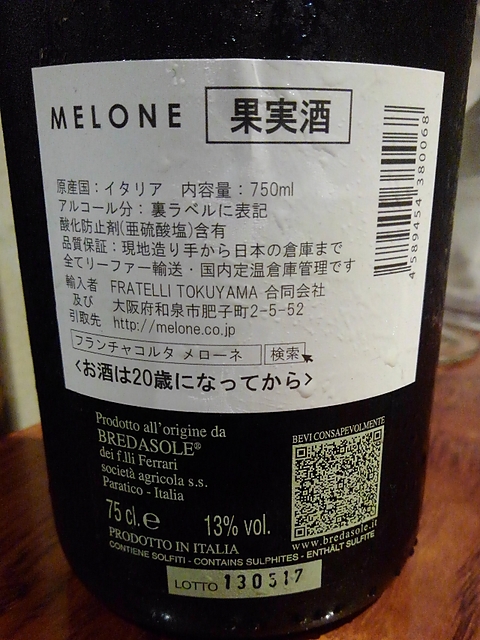 MELONE 果実酒
原産国：イタリア 内容量：750ml
アルコール分：裏ラベルに表記
酸化防止剤(亜硫酸塩)含有
品質保証：現地造り手から日本の倉庫まで
全てリーファー輸送・国内定温倉庫管理です
輸入者 FRATELLI TOKUYAMA 合同会社
及び 大阪府和泉市肥子町2-5-52
引取先 http://melone.co.jp
フランチャコルタ メローネ 検索
<お酒は20歳になってから>
4 589454 380068
Prodotto all'origine da
BREDASOLE®
dei f.lli Ferrari
società agricola s.s.
Paratico - Italia
75 cl. e 13% vol.
PRODOTTO IN ITALIA
CONTIENE SOLFITI - CONTAINS SULPHITES - ENTHÄLT SULFITE
BEVI CONSAPEVOLMENTE
www.bredasole.it
LOTTO 130517